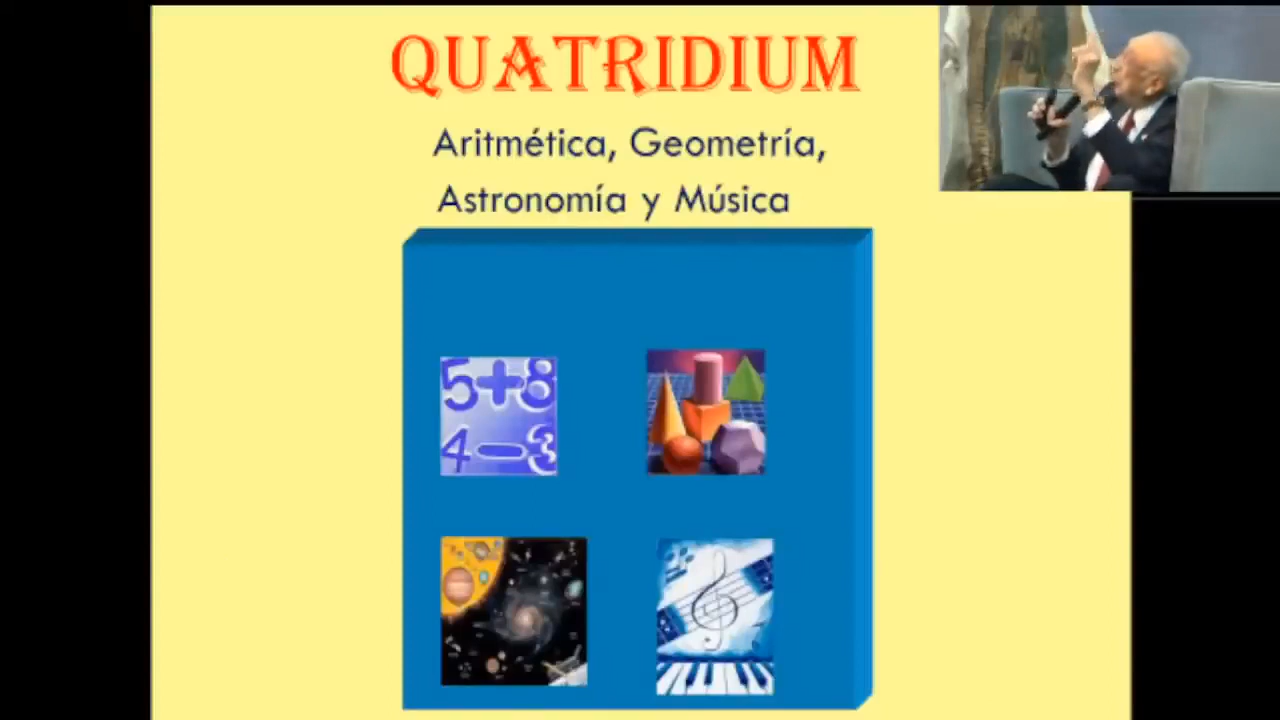 QUATRIDIUM
Aritmética, Geometría,
Astronomía y Música
5+8
4-3